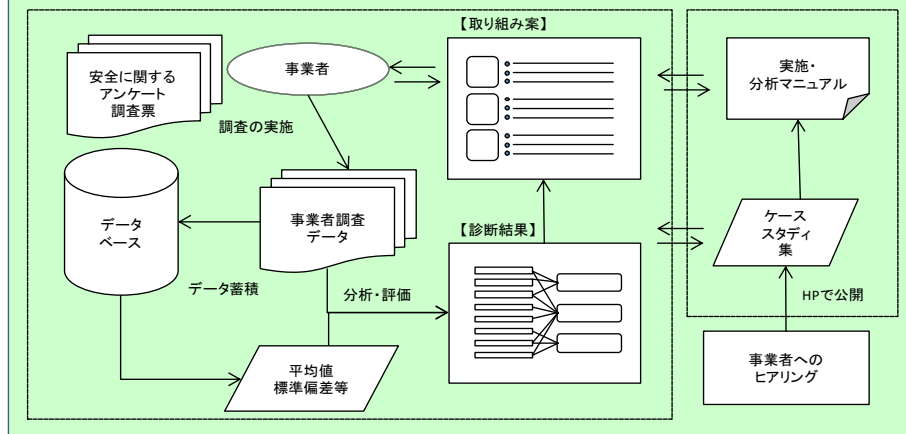 【取り組み案】
安全に関する
アンケート
調査票
事業者
実施・
分析マニュアル
調査の実施
データ
ベース
事業者調査
データ
【診断結果】
ケース
スタディ
集
データ蓄積
分析・評価
HPで公開
平均値
標準偏差等
事業者への
ヒアリング